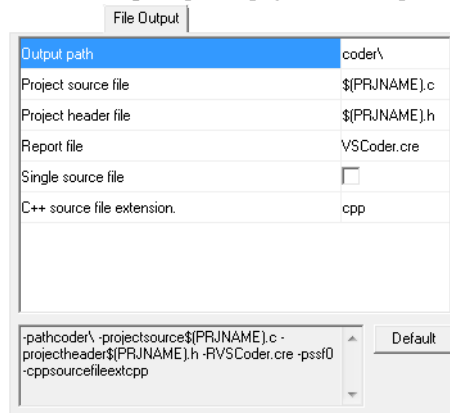 File Output
Output path coder\
Project source file $(PRJNAME).c
Project header file $(PRJNAME).h
Report file VSCoder.cre
Single source file
C++ source file extension. cpp
-pathcoder\ -projectsource$(PRJNAME).c -
projectheader$(PRJNAME).h -RVSCoder.cre -pssf0
-cppsourcefileextcpp
Default